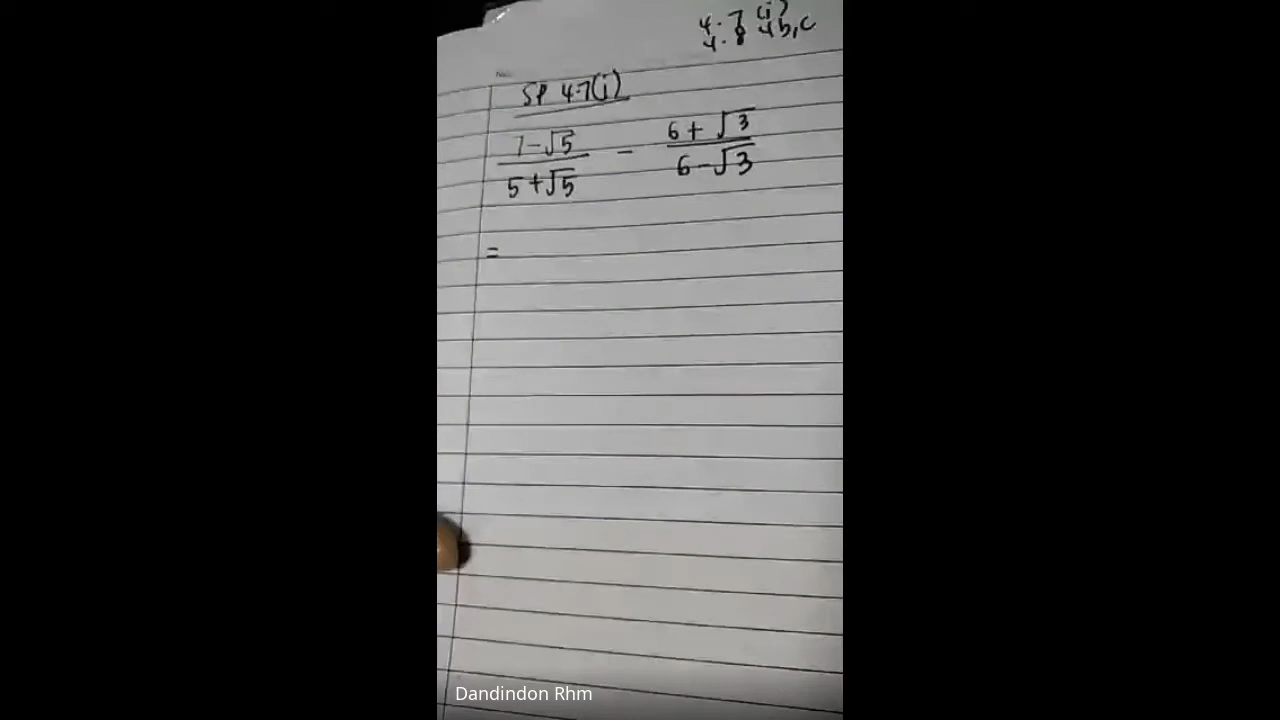 4.7 (j)
4.8 4b,c
SP 4.7(j)
7-√5 / 5+√5 - 6+√3 / 6-√3
=
Dandindon Rhm